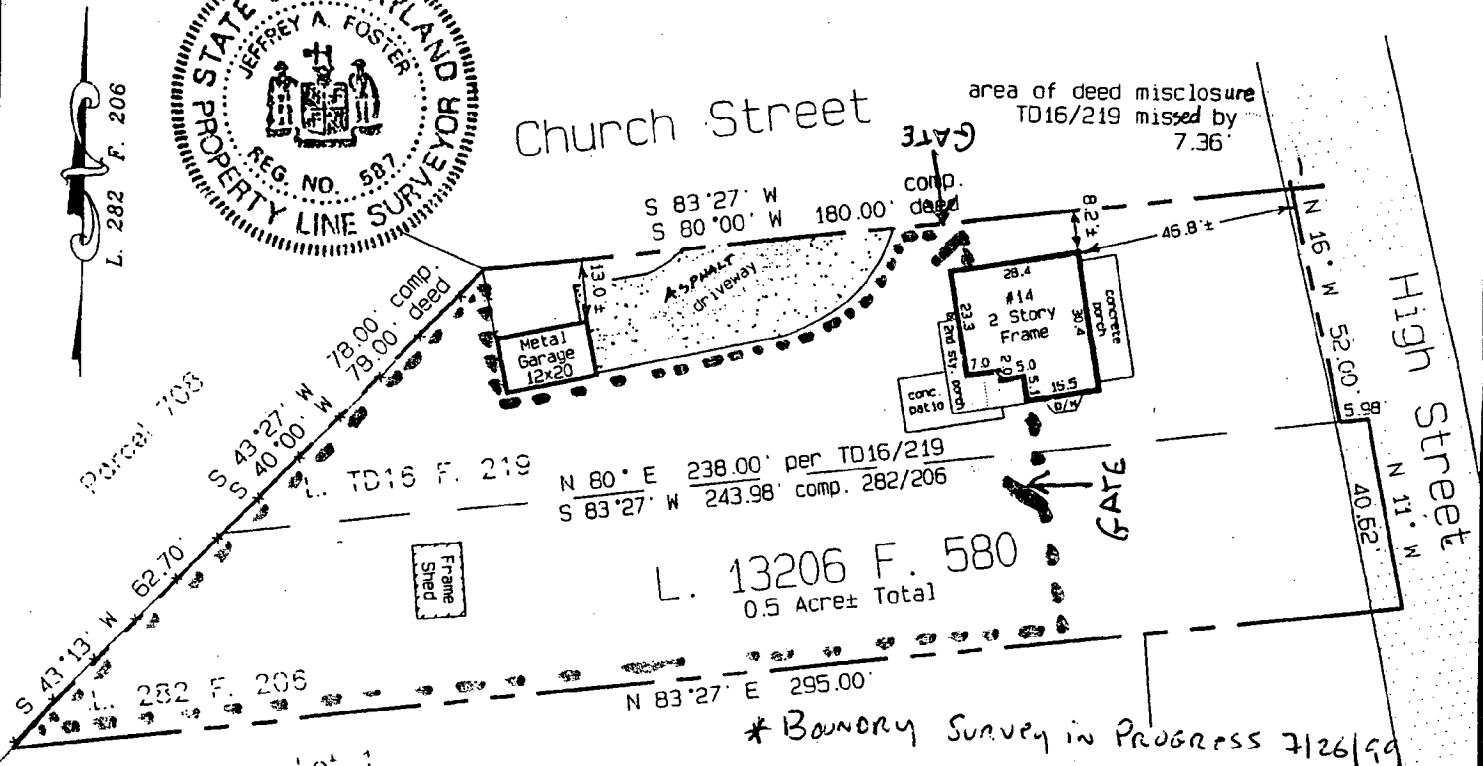 STATE
JEFFREY A. FOSTER
REG. NO. 587
PROPERTY LINE SURVEYOR
L. 282 F. 206
Church Street
GATE
area of deed misclosure
TD16/219 missed by
7.36'
S 83°27' W
S 80°00' W 180.00'
comp.
deed
8.2'±
45.8'±
N 16° W 52.00'
High Street
5.98'
N 11° W
40.62'
13.0'±
ASPHALT
driveway
Metal
Garage
12x20
28.4
#14
2 Story
Frame
23.3
30.4
concrete
porch
& 2nd sty.
7.0
2.0
5.0
5.1
15.5
conc.
patio
78.00' comp.
78.00' deed
S 43°27' W
S 40°00' W
Parcel 708
L. TD16 F. 219
N 80° E 238.00' per TD16/219
S 83°27' W 243.98' comp. 282/206
GATE
Frame
Shed
L. 13206 F. 580
0.5 Acre± Total
S 43°13' W 62.70'
L. 282 F. 206
N 83°27' E 295.00'
* BOUNDRY SURVEY IN PROGRESS 7/26/99
Lot 1